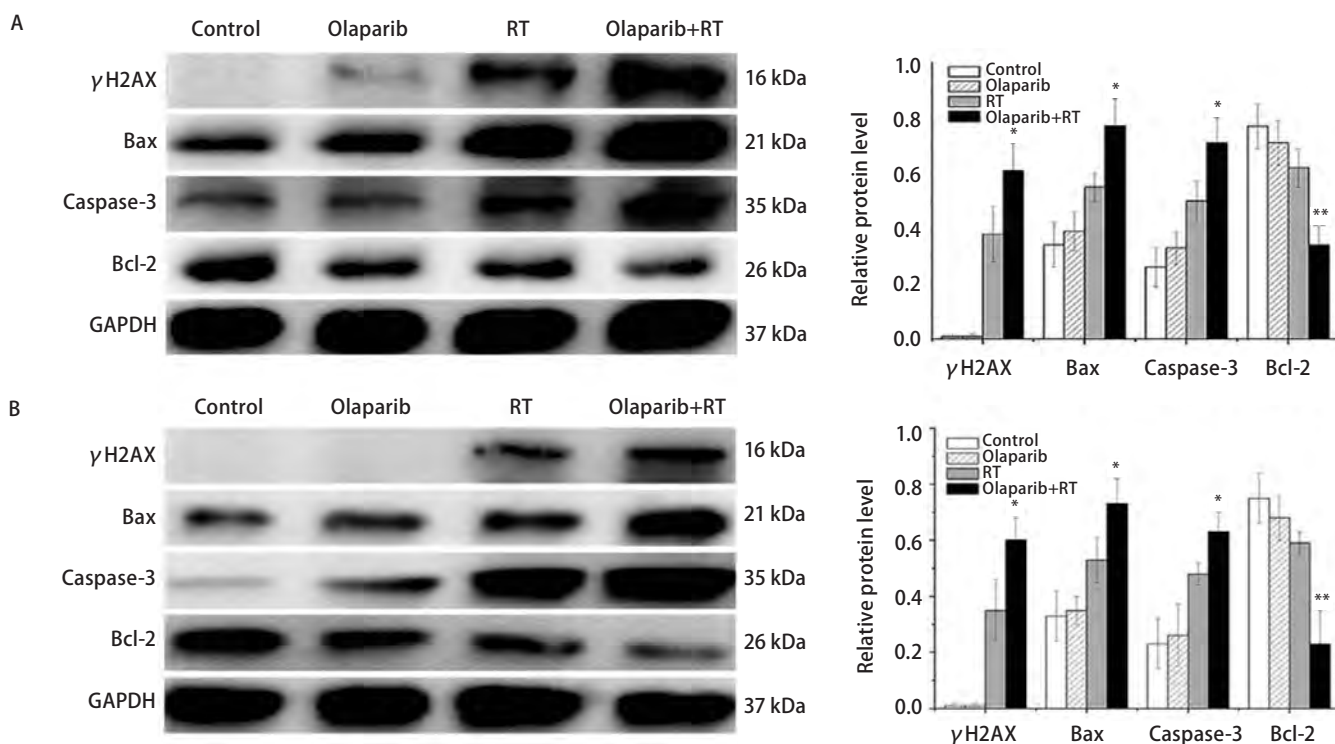 A
Control Olaparib RT Olaparib+RT
γH2AX 16 kDa
Bax 21 kDa
Caspase-3 35 kDa
Bcl-2 26 kDa
GAPDH 37 kDa
Relative protein level
1.0
0.8
0.6
0.4
0.2
0.0
Control
Olaparib
RT
Olaparib+RT
* * * **
γH2AX Bax Caspase-3 Bcl-2
B
Control Olaparib RT Olaparib+RT
γH2AX 16 kDa
Bax 21 kDa
Caspase-3 35 kDa
Bcl-2 26 kDa
GAPDH 37 kDa
Relative protein level
1.0
0.8
0.6
0.4
0.2
0.0
Control
Olaparib
RT
Olaparib+RT
* * * **
γH2AX Bax Caspase-3 Bcl-2